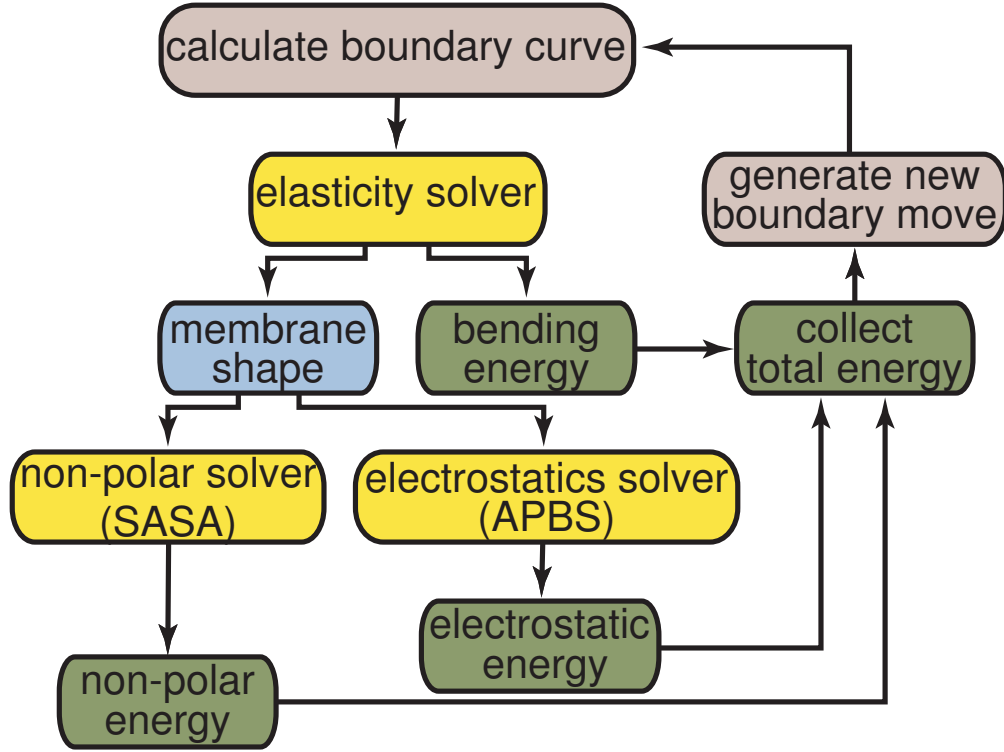 calculate boundary curve
elasticity solver
generate new
boundary move
membrane
shape
bending
energy
collect
total energy
non-polar solver
(SASA)
electrostatics solver
(APBS)
electrostatic
energy
non-polar
energy